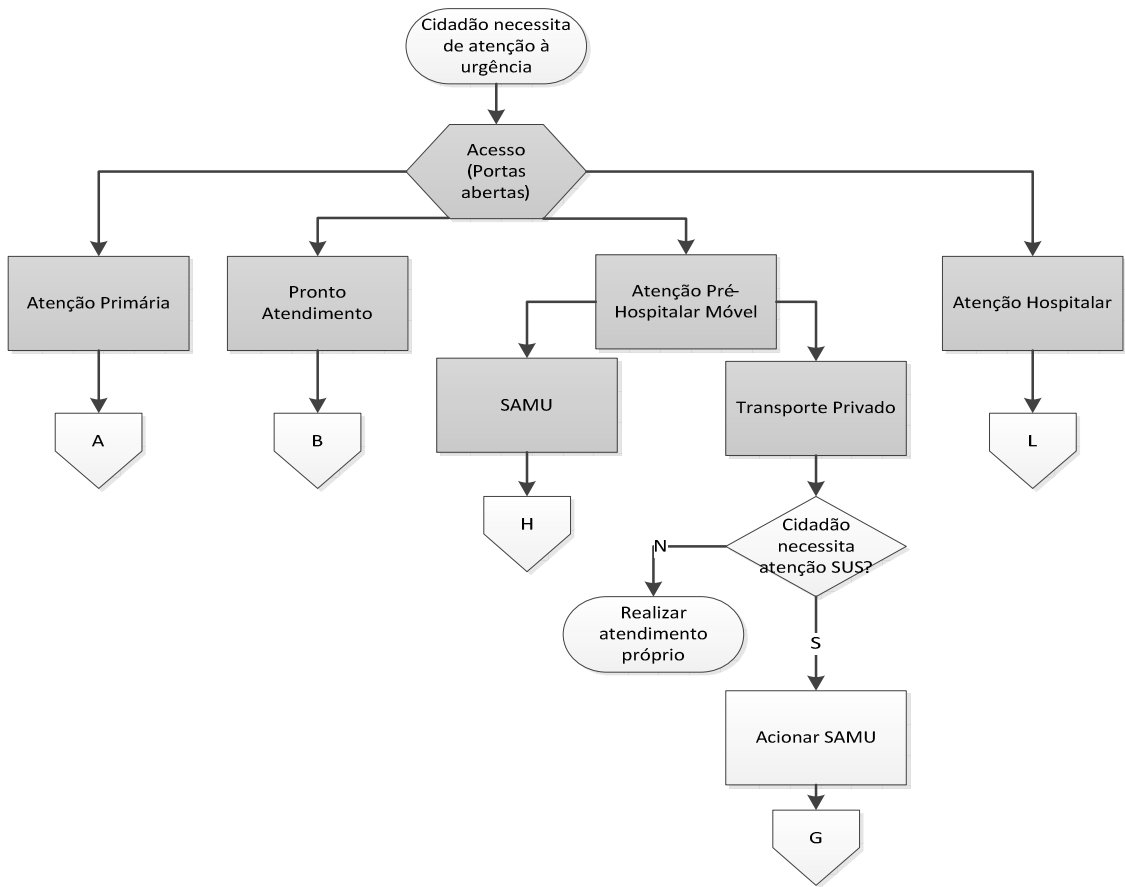 Cidadão necessita
de atenção à
urgência
Acesso
(Portas
abertas)
Atenção Primária
Pronto
Atendimento
Atenção Pré-
Hospitalar Móvel
Atenção Hospitalar
SAMU
Transporte Privado
A
B
L
H
Cidadão
necessita
atenção SUS?
N
Realizar
atendimento
próprio
S
Acionar SAMU
G